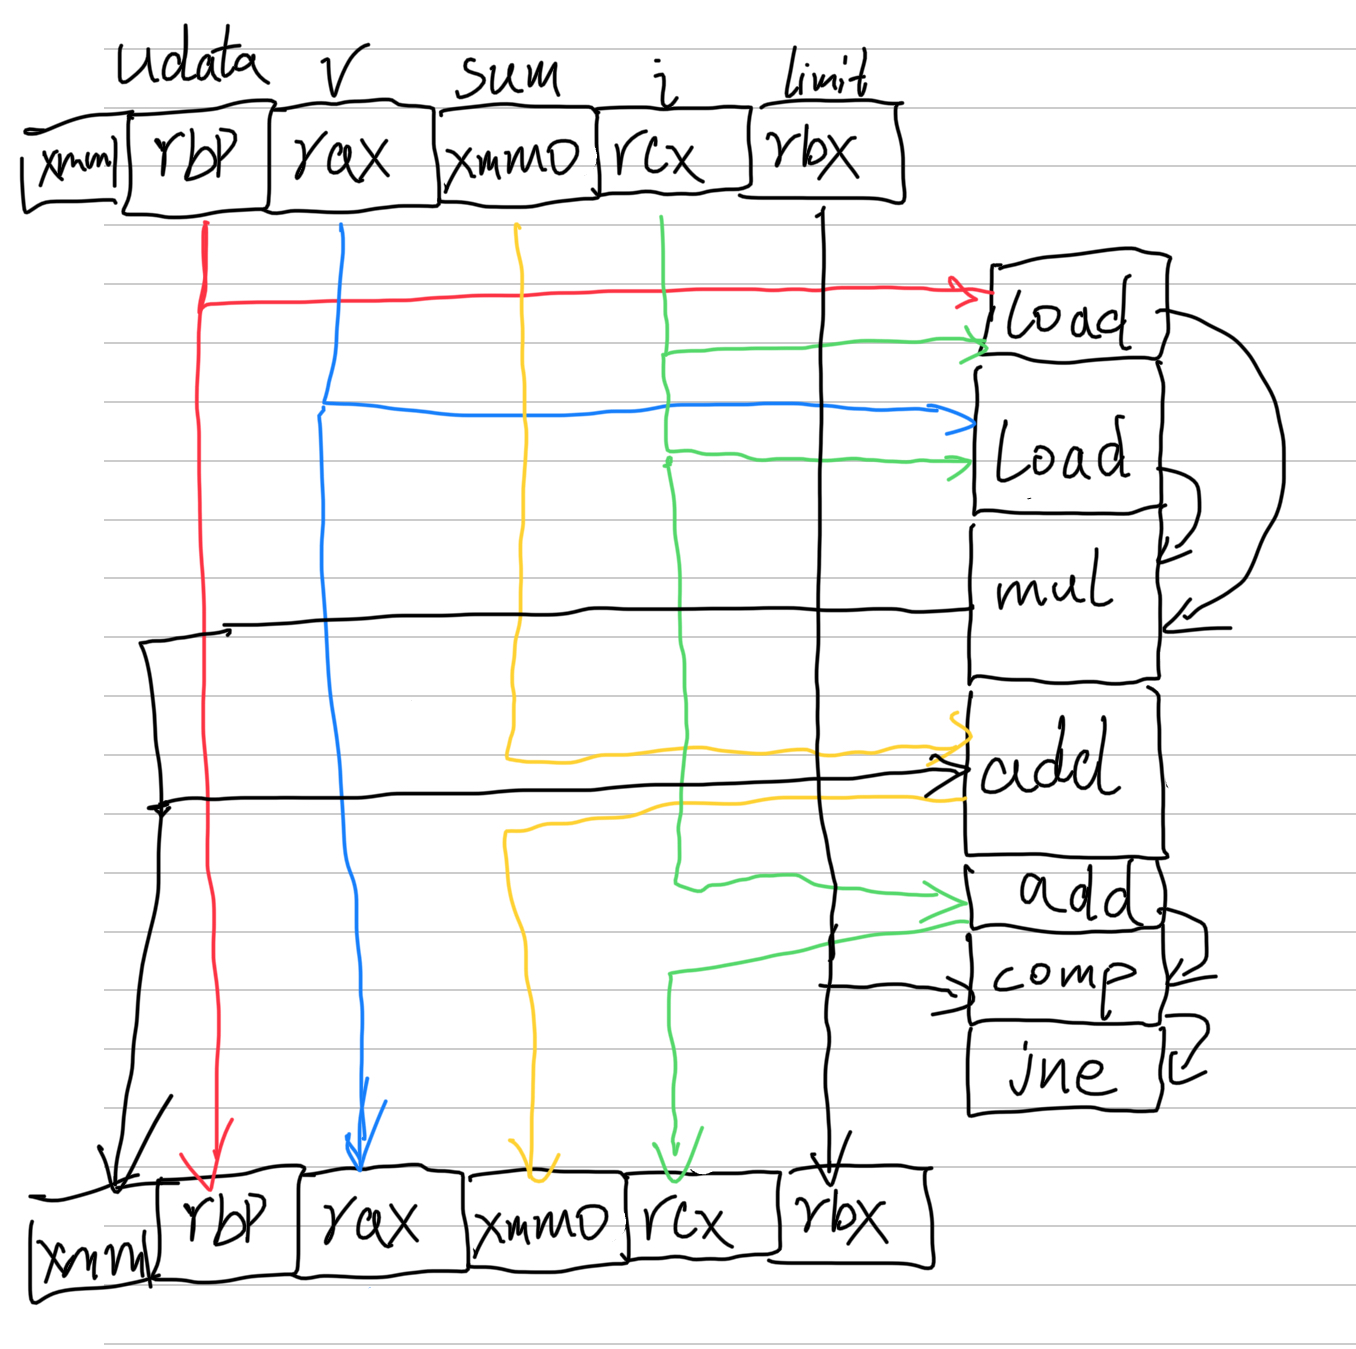 udata V sum i limit
xmm1 rbp rax xmm0 rcx rbx
Load
Load
mul
add
add
comp
jne
xmm1 rbp rax xmm0 rcx rbx